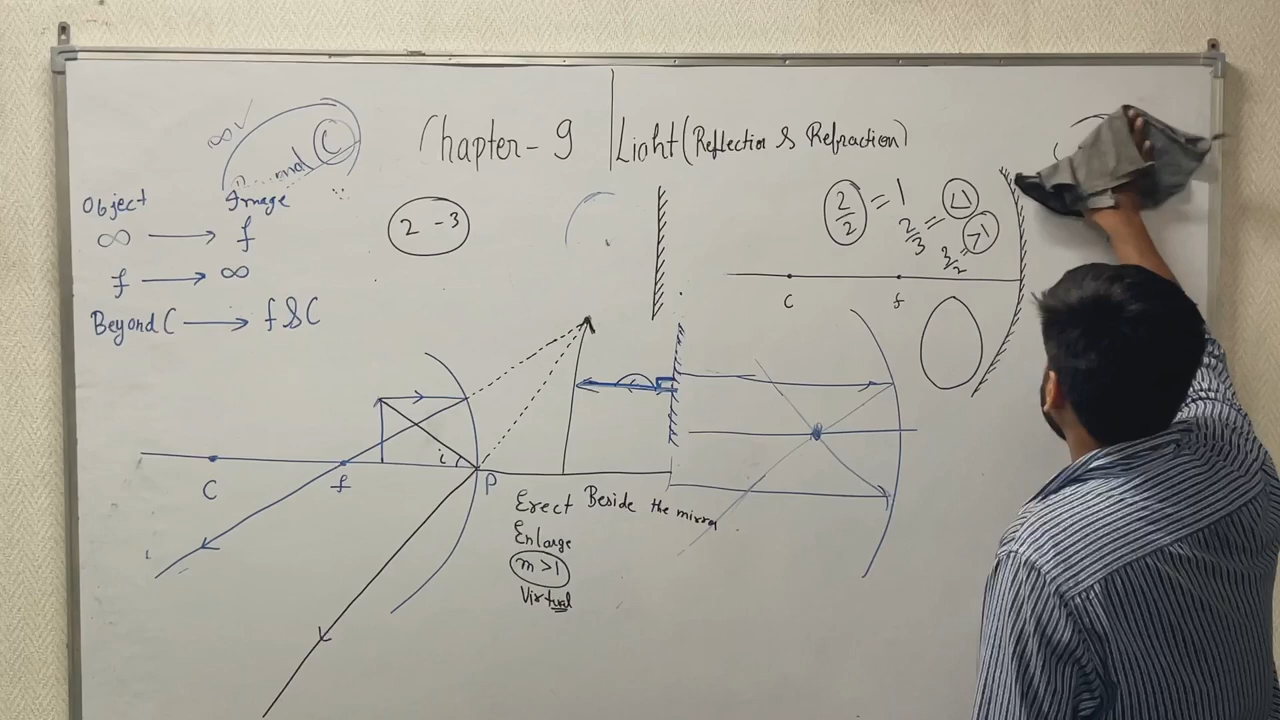 Chapter - 9 Light (Reflection & Refraction)
∞ ✓
and C
Object Image
∞ → f
f → ∞
Beyond C → f & C
2 - 3
2/2 = 1
2/3 = <1
3/2 = >1
C f
C f i P
Erect Beside the mirror
Enlarge
m > 1
Virtual